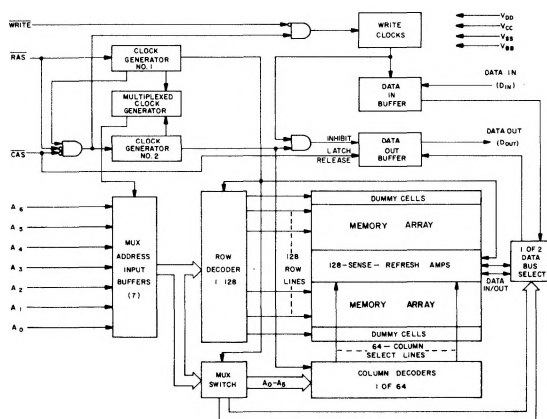 WRITE
RAS
CAS
CLOCK
GENERATOR
NO. 1
MULTIPLEXED
CLOCK
GENERATOR
CLOCK
GENERATOR
NO. 2
WRITE
CLOCKS
VDD
VCC
VSS
VBB
DATA
IN
BUFFER
DATA IN
(DIN)
INHIBIT
LATCH
RELEASE
DATA
OUT
BUFFER
DATA OUT
(DOUT)
A6
A5
A4
A3
A2
A1
A0
MUX
ADDRESS
INPUT
BUFFERS
(7)
ROW
DECODER
1 128
128
ROW
LINES
DUMMY CELLS
MEMORY ARRAY
128-SENSE-REFRESH AMPS
MEMORY ARRAY
DUMMY CELLS
DATA
IN/OUT
1 OF 2
DATA
BUS
SELECT
64-COLUMN
SELECT LINES
MUX
SWITCH
A0-A5
COLUMN DECODERS
1 OF 64